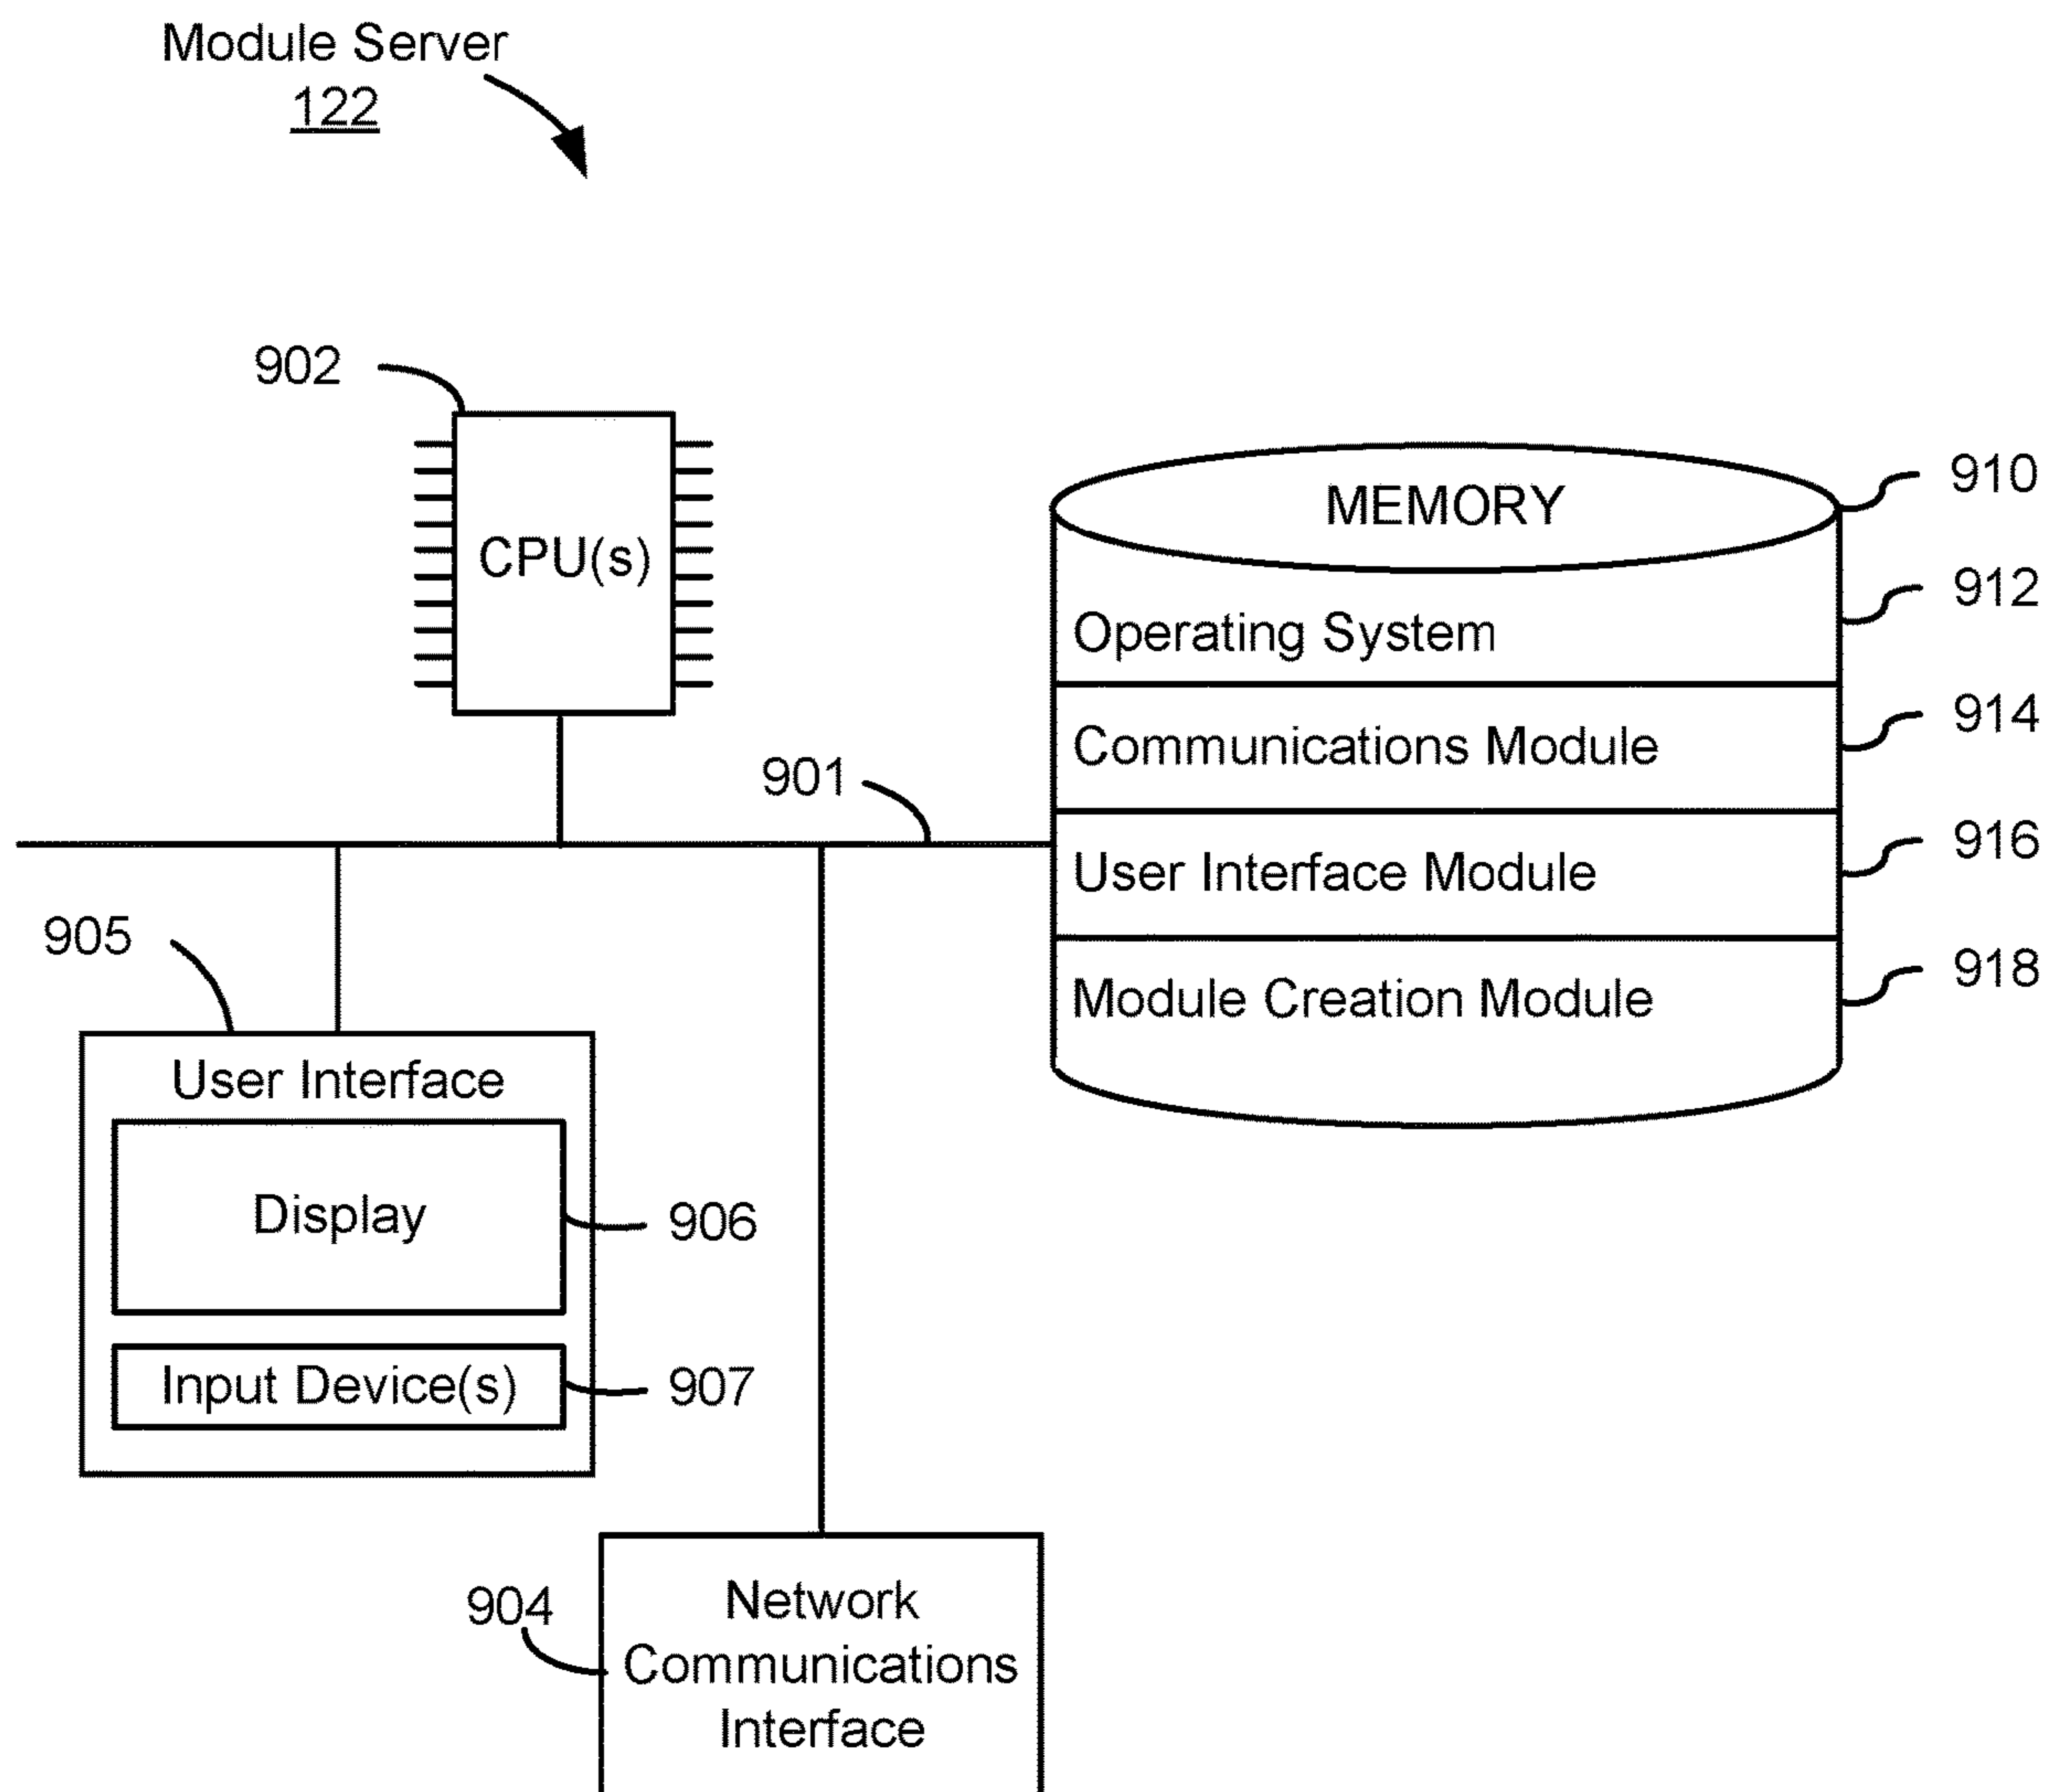 Module Server
122
902
CPU(s)
MEMORY
910
Operating System
912
Communications Module
914
901
User Interface Module
916
Module Creation Module
918
905
User Interface
Display
906
Input Device(s)
907
904
Network
Communications
Interface